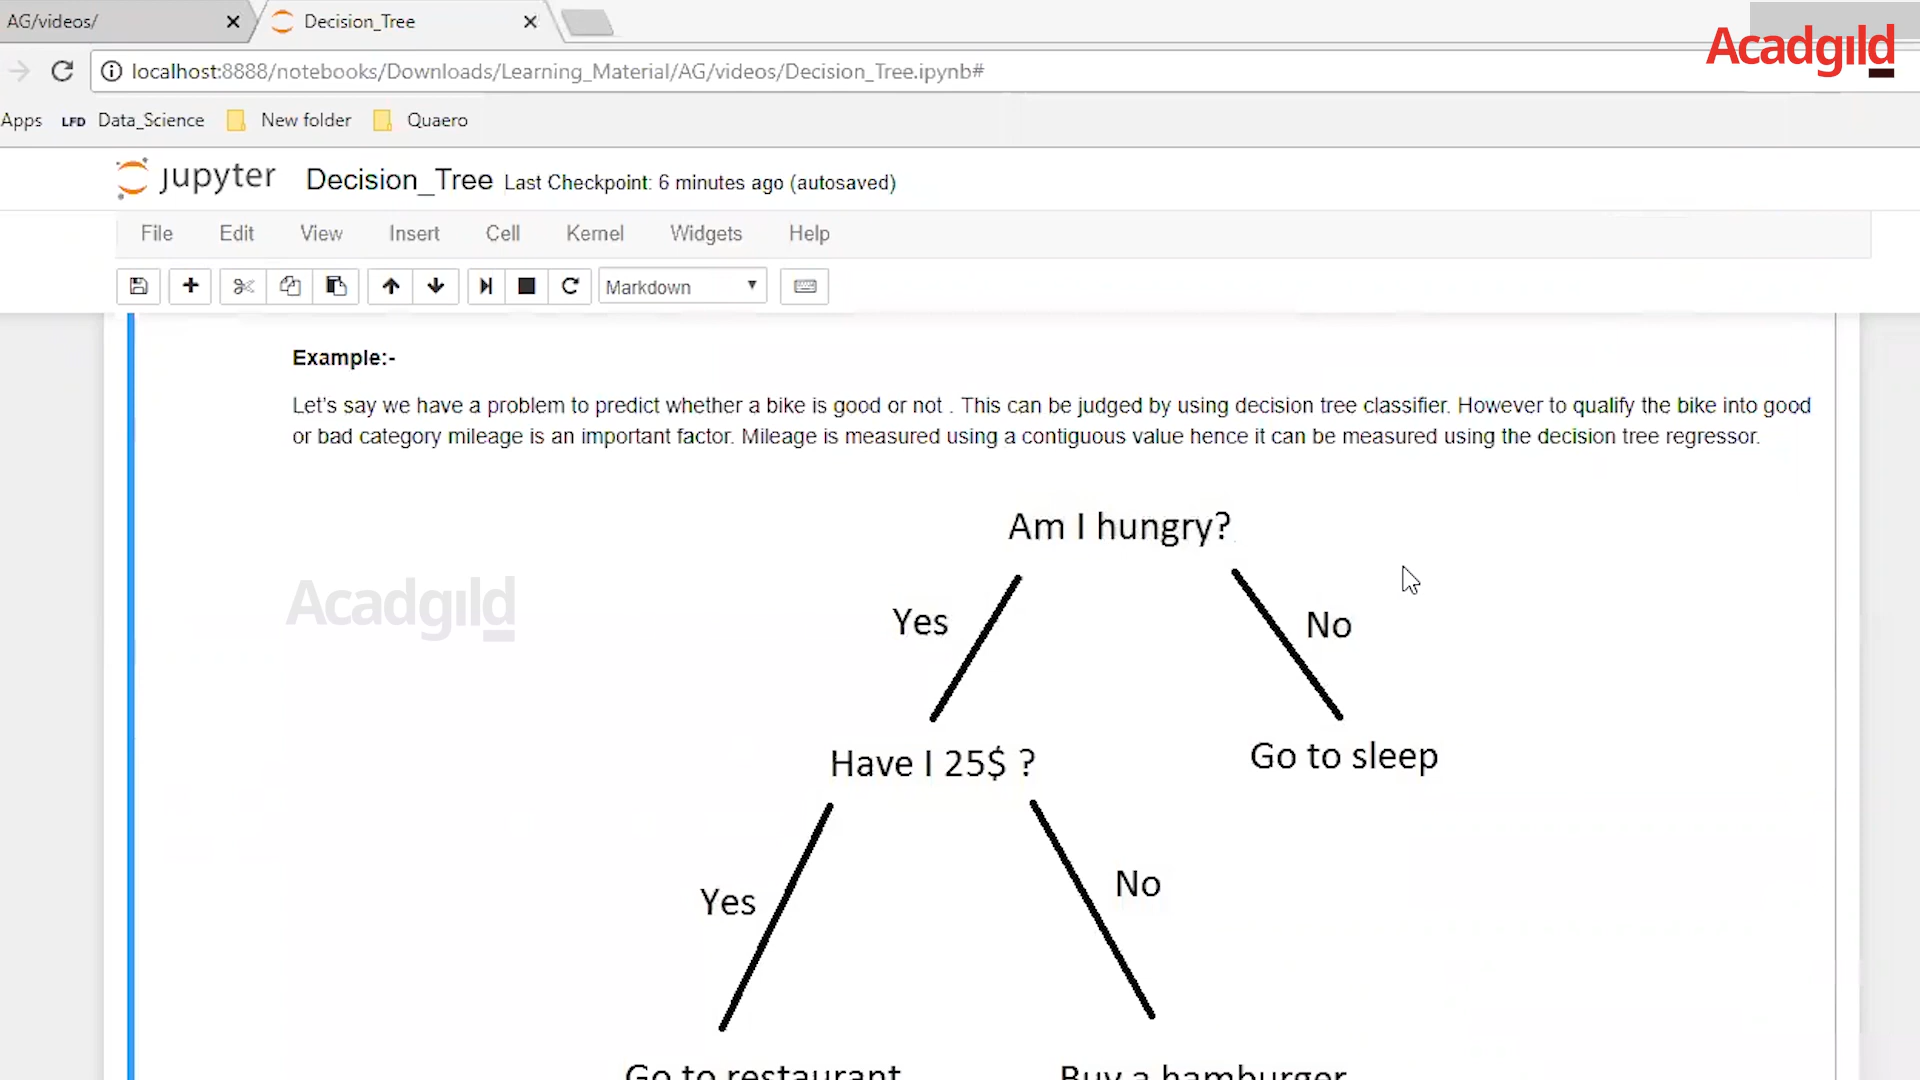 AG/videos/
Decision_Tree
Acadgıld
localhost:8888/notebooks/Downloads/Learning_Material/AG/videos/Decision_Tree.ipynb#
Apps LFD Data_Science New folder Quaero
jupyter Decision_Tree Last Checkpoint: 6 minutes ago (autosaved)
File Edit View Insert Cell Kernel Widgets Help
Markdown
Example:-
Let's say we have a problem to predict whether a bike is good or not . This can be judged by using decision tree classifier. However to qualify the bike into good
or bad category mileage is an important factor. Mileage is measured using a contiguous value hence it can be measured using the decision tree regressor.
Am I hungry?
Acadgıld
Yes
No
Have I 25$ ?
Go to sleep
Yes
No
Go to restaurant
Buy a hamburger